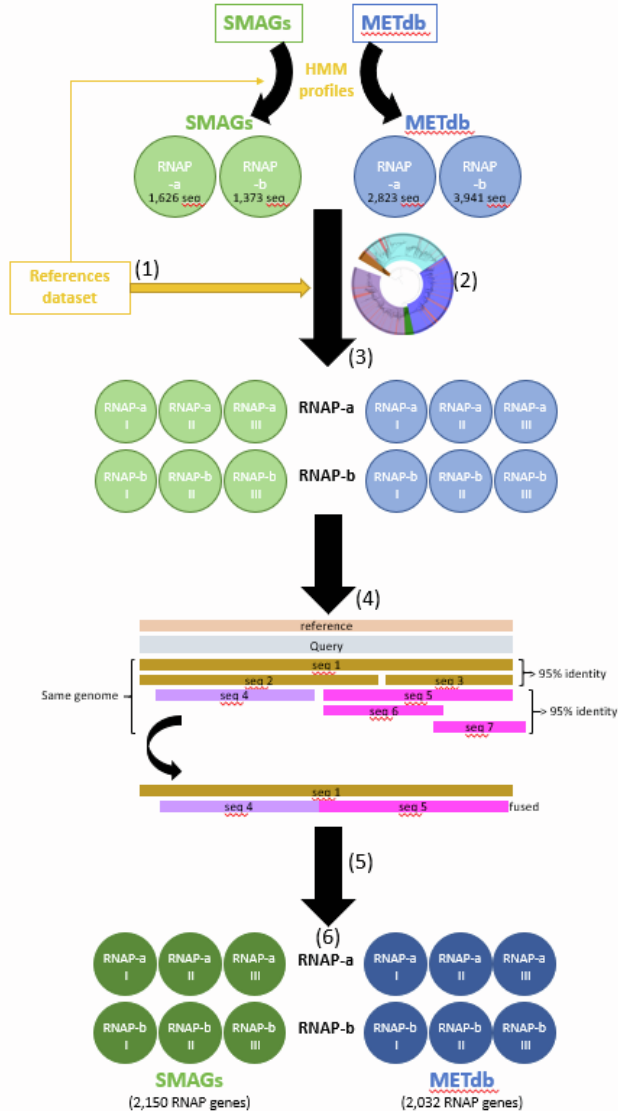 SMAGs
METdb
HMM
profiles
SMAGs
METdb
RNAP
-a
1,626 seq
RNAP
-b
1,373 seq
RNAP
-a
2,823 seq
RNAP
-b
3,941 seq
References
dataset
(1)
(2)
(3)
RNAP-a
I
RNAP-a
II
RNAP-a
III
RNAP-a
RNAP-a
I
RNAP-a
II
RNAP-a
III
RNAP-b
I
RNAP-b
II
RNAP-b
III
RNAP-b
RNAP-b
I
RNAP-b
II
RNAP-b
III
(4)
reference
Query
seq 1
seq 2
seq 3
> 95% identity
Same genome
seq 4
seq 5
seq 6
> 95% identity
seq 7
seq 1
seq 4
seq 5
fused
(5)
(6)
RNAP-a
I
RNAP-a
II
RNAP-a
III
RNAP-a
RNAP-a
I
RNAP-a
II
RNAP-a
III
RNAP-b
I
RNAP-b
II
RNAP-b
III
RNAP-b
RNAP-b
I
RNAP-b
II
RNAP-b
III
SMAGs
(2,150 RNAP genes)
METdb
(2,032 RNAP genes)